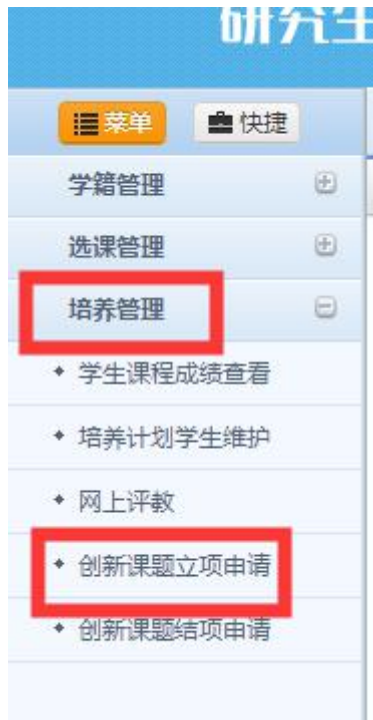 研究生
菜单 快捷
学籍管理
选课管理
培养管理
学生课程成绩查看
培养计划学生维护
网上评教
创新课题立项申请
创新课题结项申请